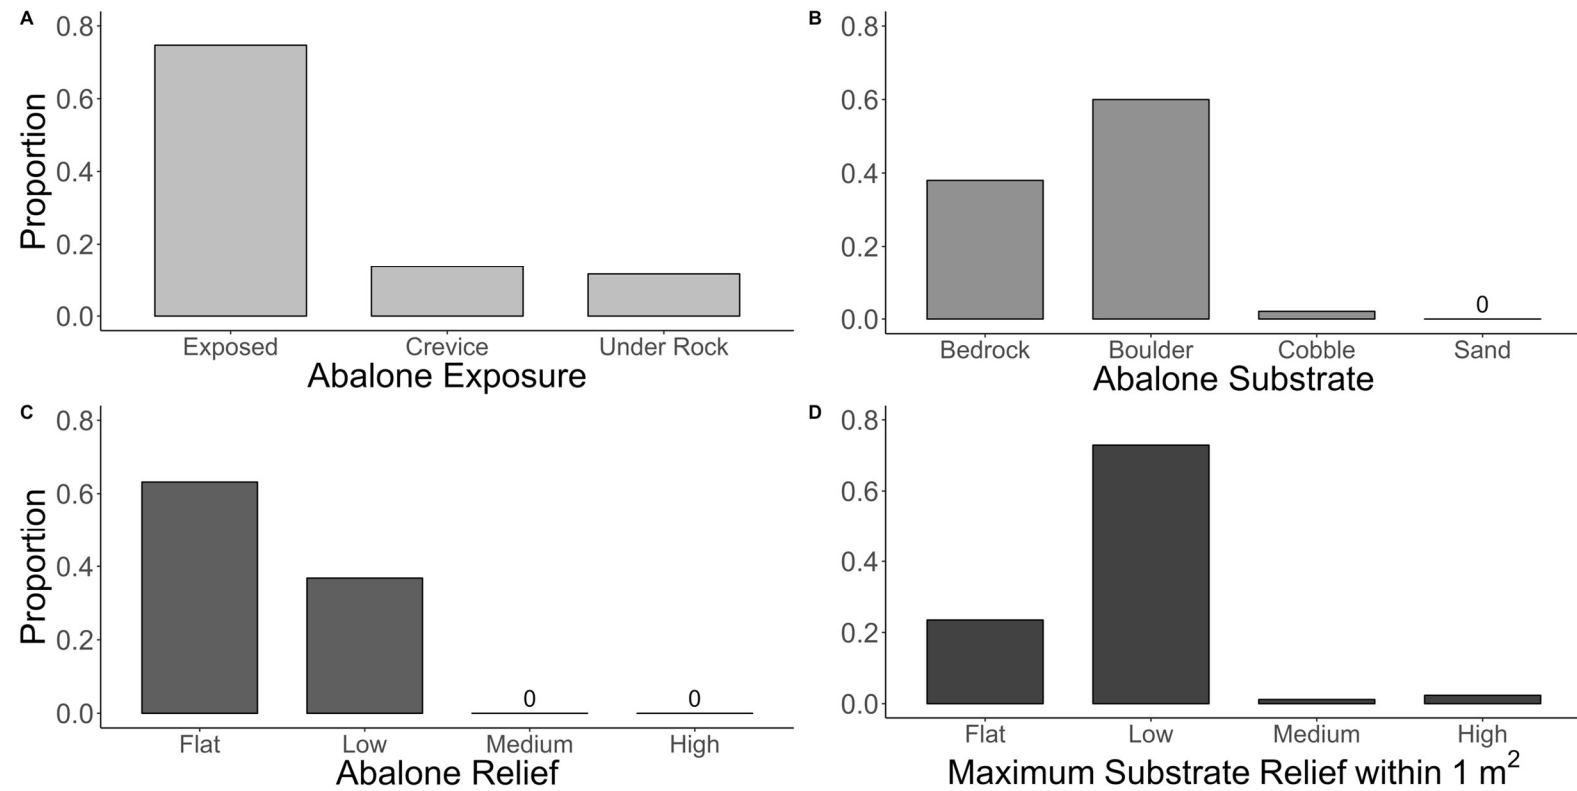 A
Proportion
0.8
0.6
0.4
0.2
0.0
Exposed Crevice Under Rock
Abalone Exposure
B
0.8
0.6
0.4
0.2
0.0
0
Bedrock Boulder Cobble Sand
Abalone Substrate
C
Proportion
0.8
0.6
0.4
0.2
0.0
0 0
Flat Low Medium High
Abalone Relief
D
0.8
0.6
0.4
0.2
0.0
Flat Low Medium High
Maximum Substrate Relief within 1 m²